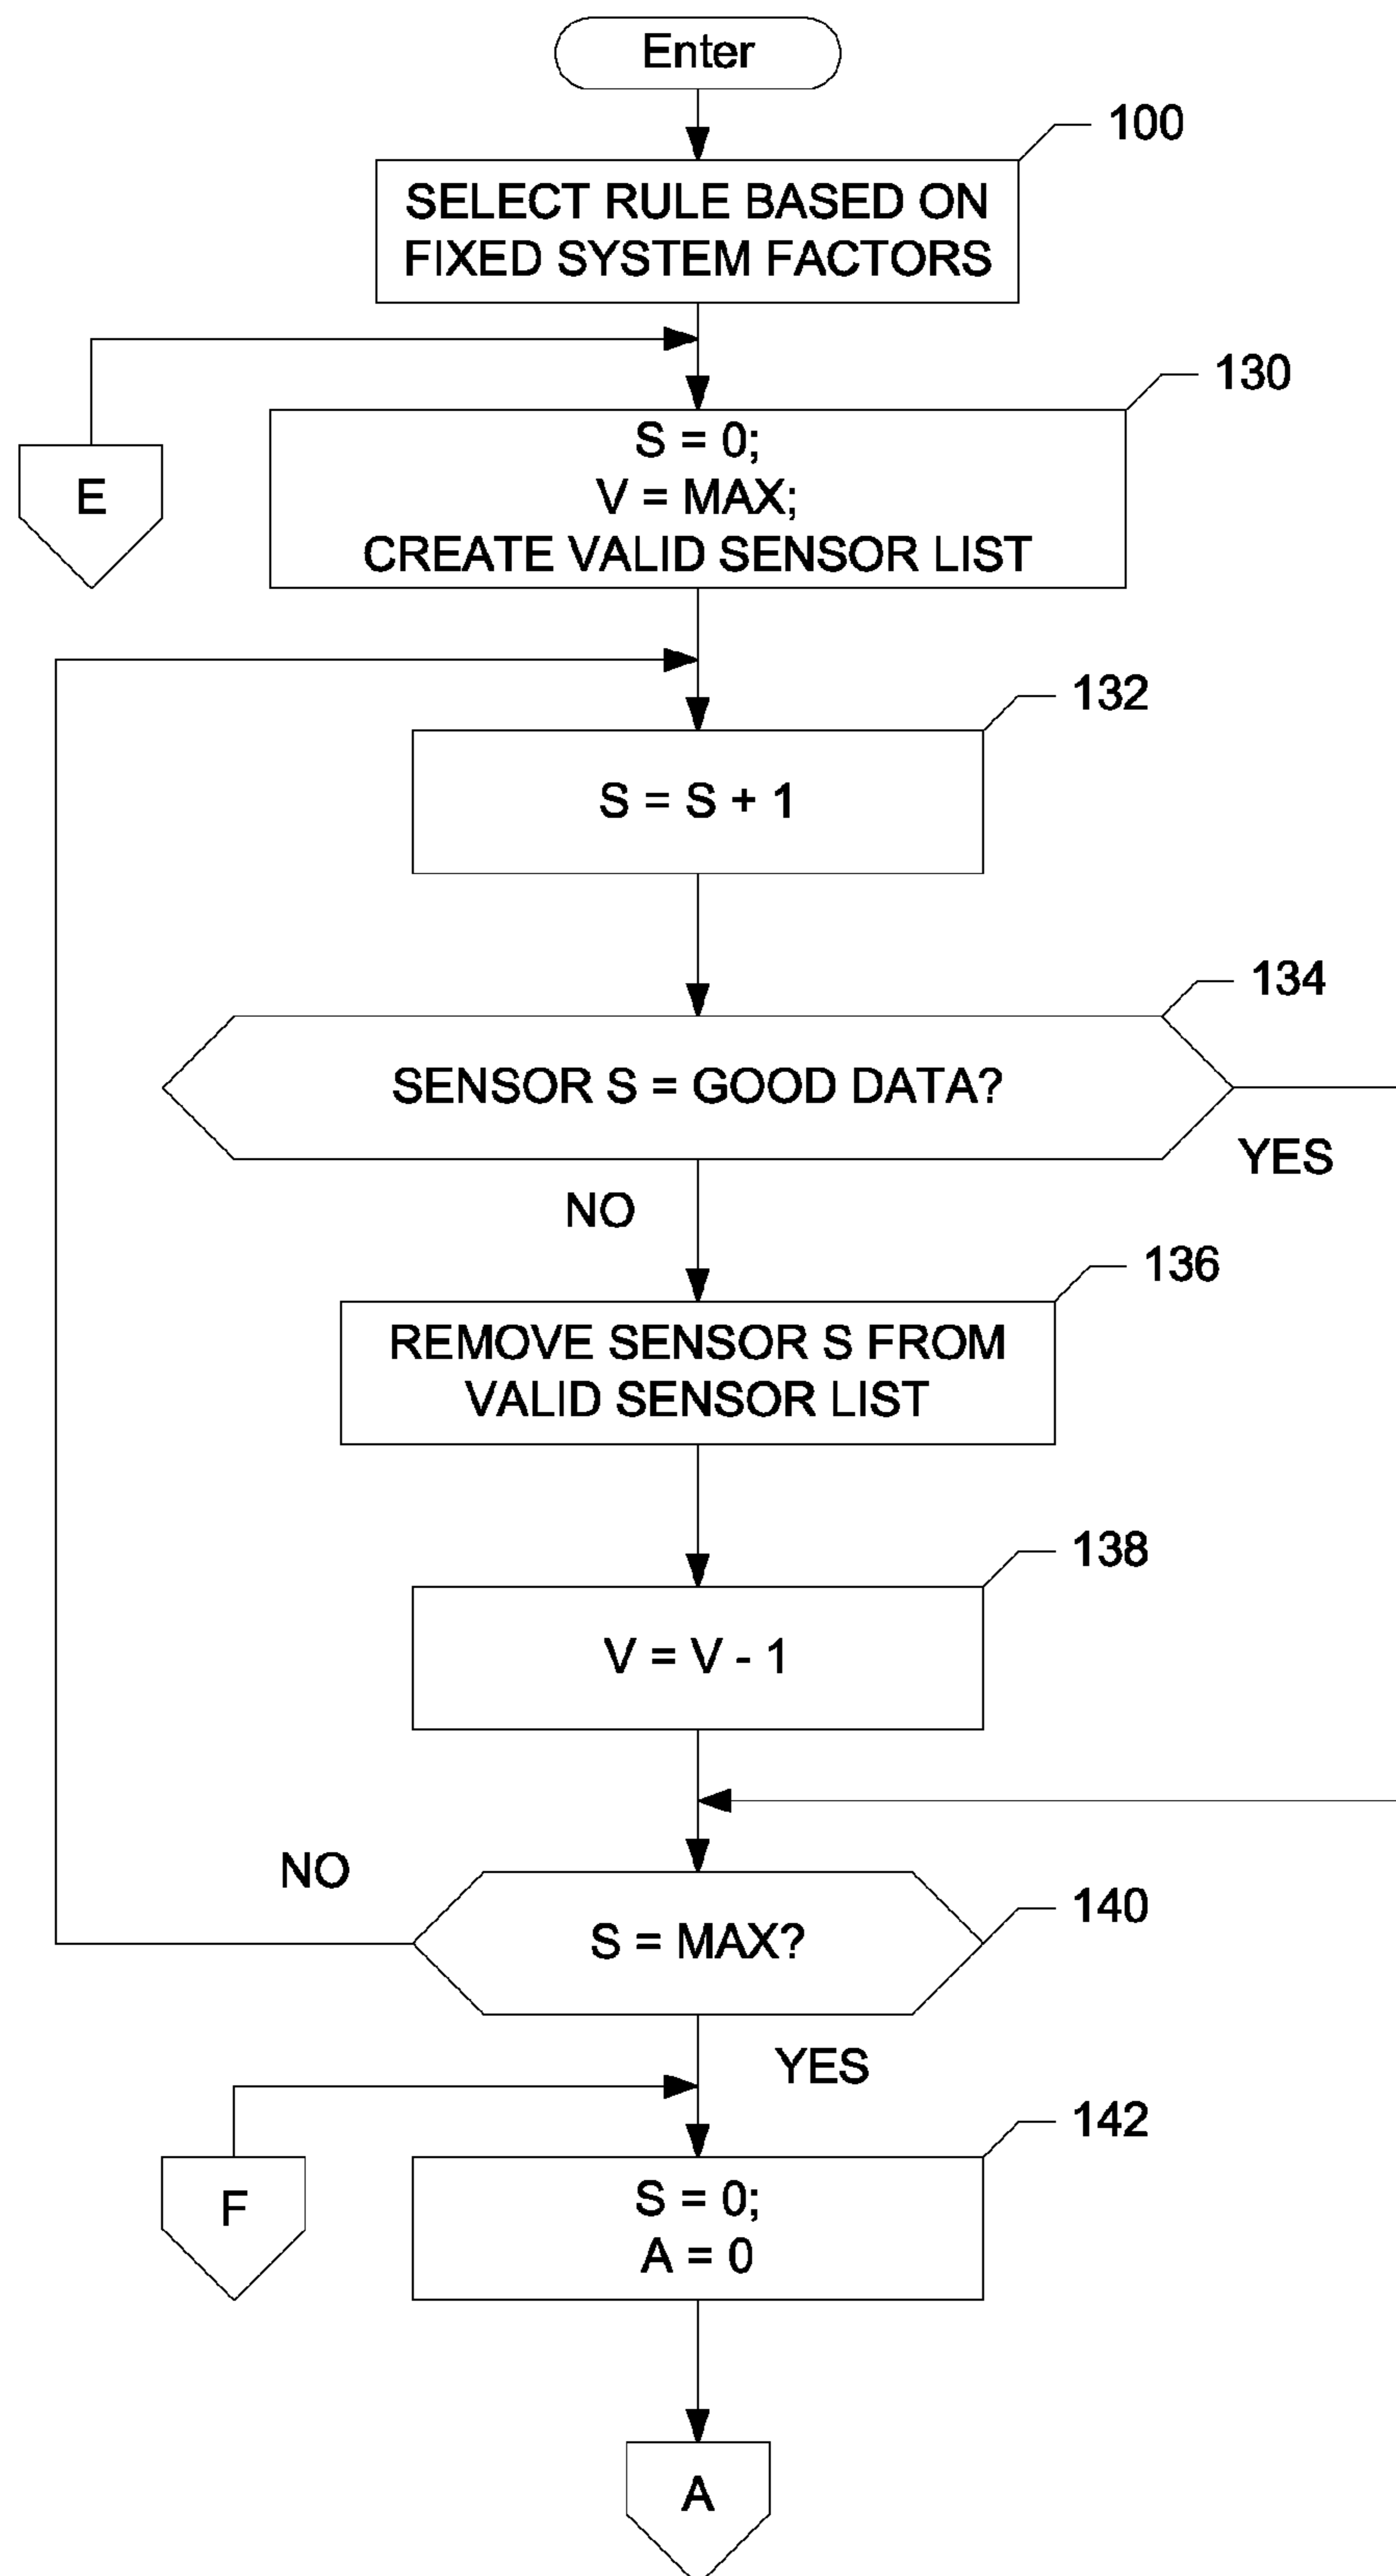 Enter
100
SELECT RULE BASED ON
FIXED SYSTEM FACTORS
130
S = 0;
V = MAX;
CREATE VALID SENSOR LIST
E
132
S = S + 1
134
SENSOR S = GOOD DATA?
YES
NO
136
REMOVE SENSOR S FROM
VALID SENSOR LIST
138
V = V - 1
NO
140
S = MAX?
YES
142
F
S = 0;
A = 0
A